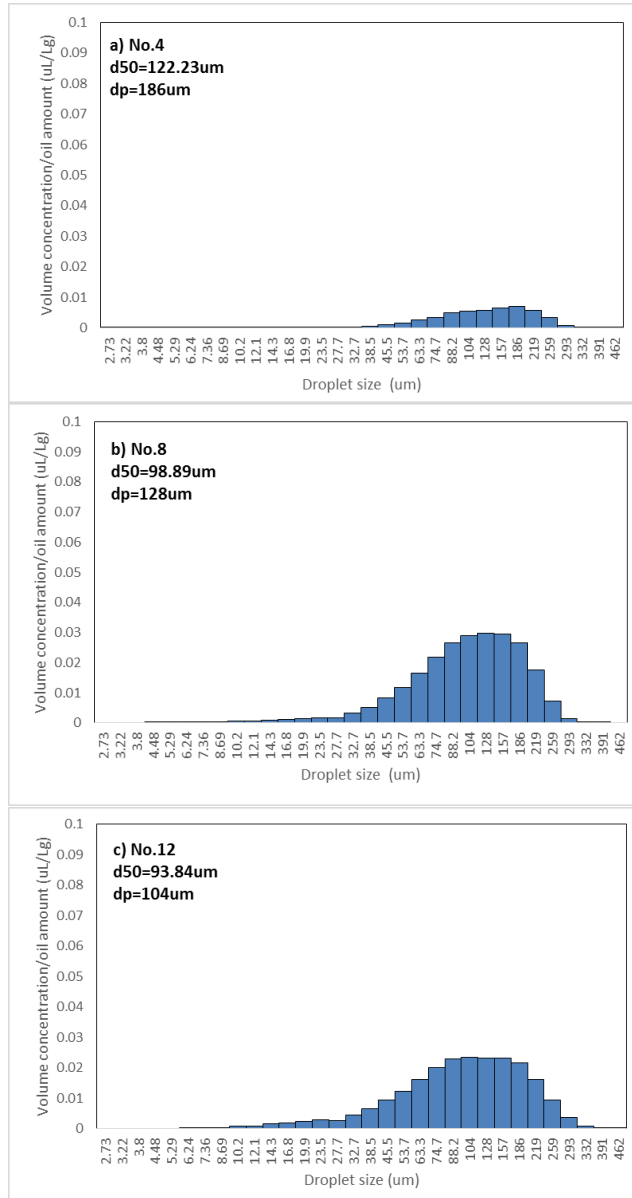 a) No.4
d50=122.23um
dp=186um
Volume concentration/oil amount (uL/Lg)
0.1
0.09
0.08
0.07
0.06
0.05
0.04
0.03
0.02
0.01
0
2.73 3.22 3.8 4.48 5.29 6.24 7.36 8.69 10.2 12.1 14.3 16.8 19.9 23.5 27.7 32.7 38.5 45.5 53.7 63.3 74.7 88.2 104 128 157 186 219 259 293 332 391 462
Droplet size (um)
b) No.8
d50=98.89um
dp=128um
Volume concentration/oil amount (uL/Lg)
0.1
0.09
0.08
0.07
0.06
0.05
0.04
0.03
0.02
0.01
0
2.73 3.22 3.8 4.48 5.29 6.24 7.36 8.69 10.2 12.1 14.3 16.8 19.9 23.5 27.7 32.7 38.5 45.5 53.7 63.3 74.7 88.2 104 128 157 186 219 259 293 332 391 462
Droplet size (um)
c) No.12
d50=93.84um
dp=104um
Volume concentration/oil amount (uL/Lg)
0.1
0.09
0.08
0.07
0.06
0.05
0.04
0.03
0.02
0.01
0
2.73 3.22 3.8 4.48 5.29 6.24 7.36 8.69 10.2 12.1 14.3 16.8 19.9 23.5 27.7 32.7 38.5 45.5 53.7 63.3 74.7 88.2 104 128 157 186 219 259 293 332 391 462
Droplet size (um)